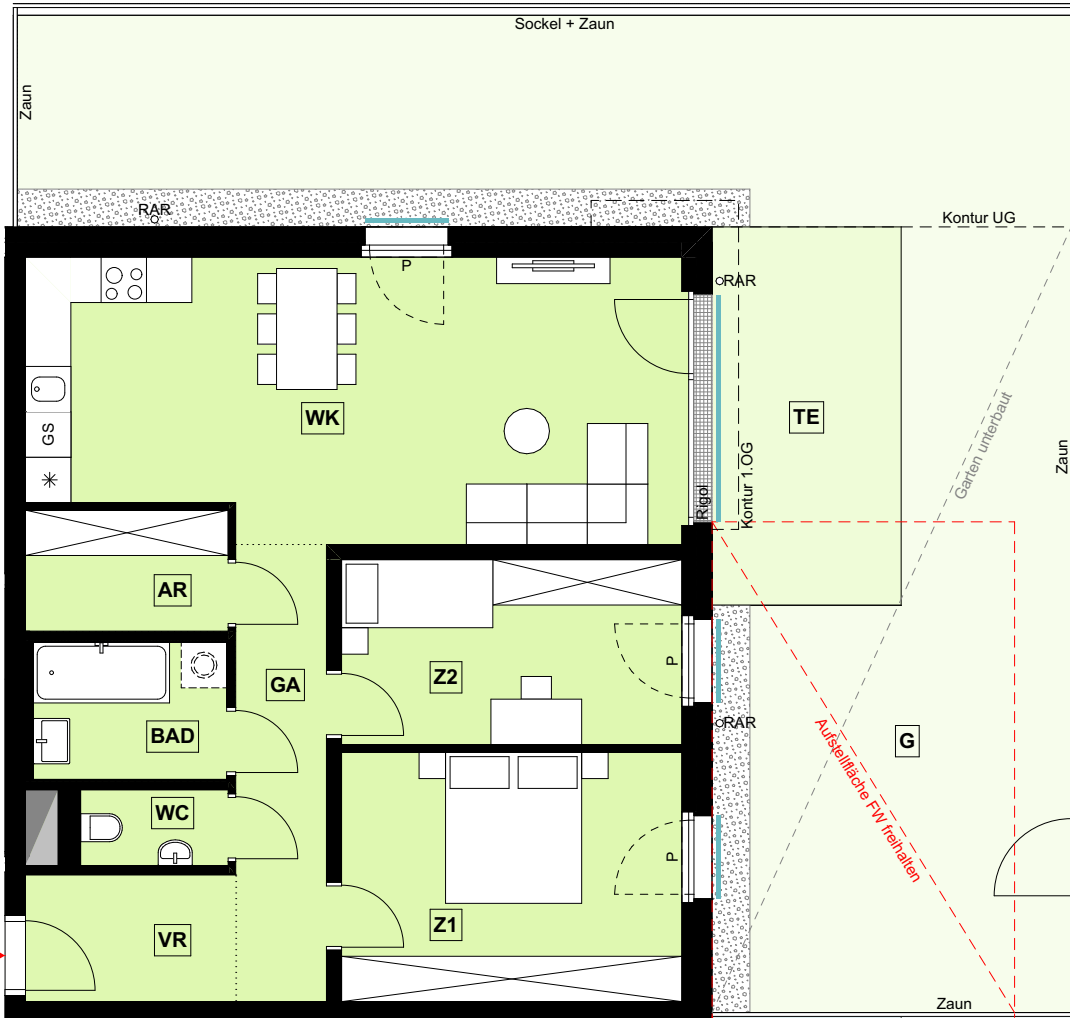 Sockel + Zaun
Zaun
RAR
Kontur UG
P
RAR
WK
TE
GS
Garten unterbaut
Zaun
Rigol
Kontur 1.OG
AR
Z2
P
GA
BAD
RAR
G
Aufstellfläche FW freihalten
WC
P
Z1
VR
Zaun